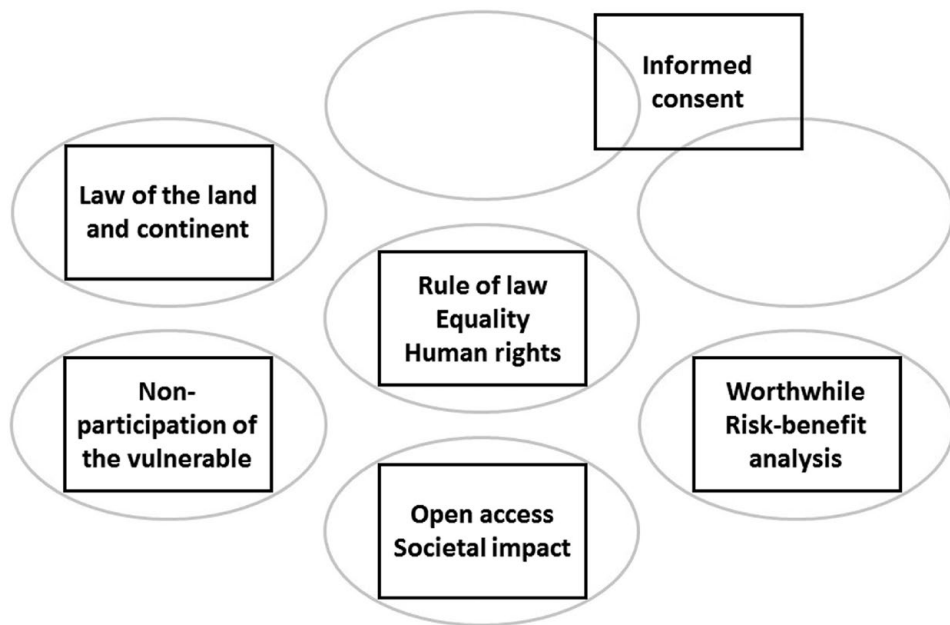 Informed
consent
Law of the land
and continent
Rule of law
Equality
Human rights
Non-
participation of
the vulnerable
Worthwhile
Risk-benefit
analysis
Open access
Societal impact